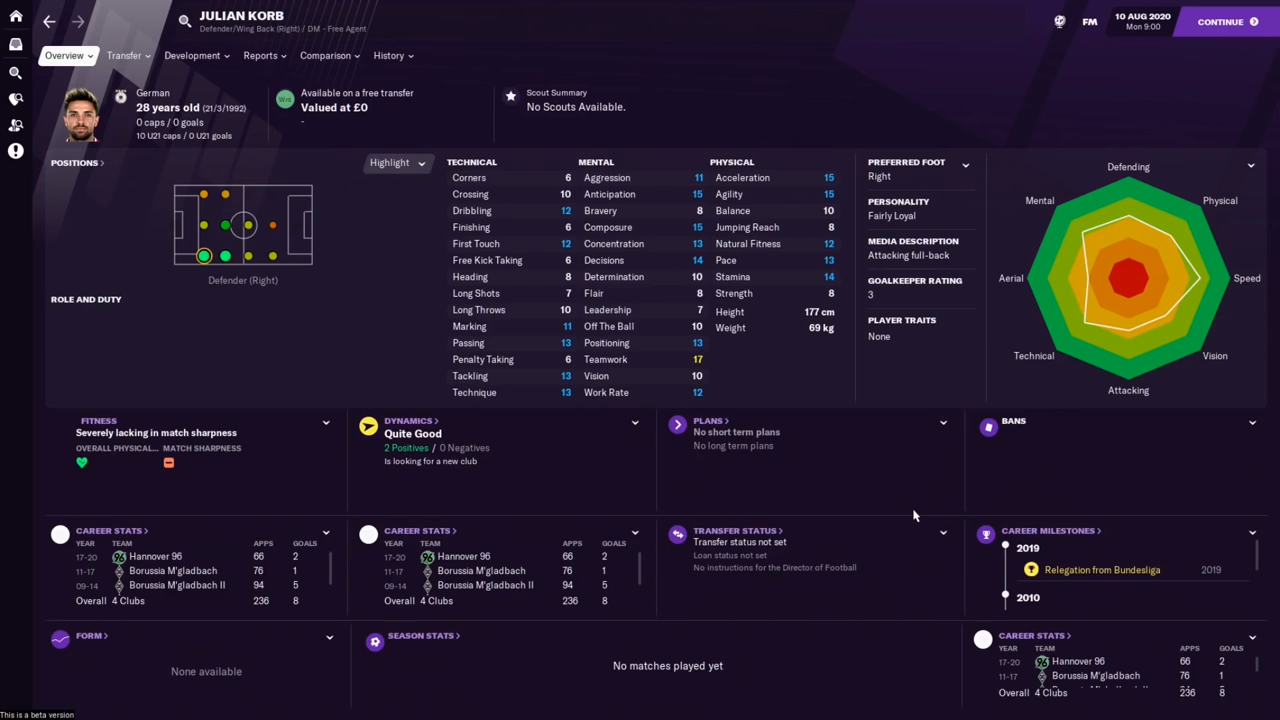 JULIAN KORB
Defender/Wing Back (Right) / DM - Free Agent
FM
10 AUG 2020
Mon 9:00
CONTINUE
Overview
Transfer
Development
Reports
Comparison
History
German
28 years old (21/3/1992)
0 caps / 0 goals
10 U21 caps / 0 U21 goals
Wnt
Available on a free transfer
Valued at £0
-
Scout Summary
No Scouts Available.
POSITIONS
Highlight
Defender (Right)
ROLE AND DUTY
TECHNICAL
Corners 6
Crossing 10
Dribbling 12
Finishing 6
First Touch 12
Free Kick Taking 6
Heading 8
Long Shots 7
Long Throws 10
Marking 11
Passing 13
Penalty Taking 6
Tackling 13
Technique 13
MENTAL
Aggression 11
Anticipation 15
Bravery 8
Composure 15
Concentration 13
Decisions 14
Determination 10
Flair 8
Leadership 7
Off The Ball 10
Positioning 13
Teamwork 17
Vision 10
Work Rate 12
PHYSICAL
Acceleration 15
Agility 15
Balance 10
Jumping Reach 8
Natural Fitness 12
Pace 13
Stamina 14
Strength 8
Height 177 cm
Weight 69 kg
PREFERRED FOOT
Right
PERSONALITY
Fairly Loyal
MEDIA DESCRIPTION
Attacking full-back
GOALKEEPER RATING
3
PLAYER TRAITS
None
Defending
Physical
Speed
Vision
Attacking
Technical
Aerial
Mental
FITNESS
Severely lacking in match sharpness
OVERALL PHYSICAL... MATCH SHARPNESS
DYNAMICS
Quite Good
2 Positives / 0 Negatives
Is looking for a new club
PLANS
No short term plans
No long term plans
BANS
CAREER STATS
YEAR TEAM APPS GOALS
17-20 Hannover 96 66 2
11-17 Borussia M'gladbach 76 1
09-14 Borussia M'gladbach II 94 5
Overall 4 Clubs 236 8
CAREER STATS
YEAR TEAM APPS GOALS
17-20 Hannover 96 66 2
11-17 Borussia M'gladbach 76 1
09-14 Borussia M'gladbach II 94 5
Overall 4 Clubs 236 8
TRANSFER STATUS
Transfer status not set
Loan status not set
No instructions for the Director of Football
CAREER MILESTONES
2019
Relegation from Bundesliga 2019
2010
FORM
None available
SEASON STATS
No matches played yet
CAREER STATS
YEAR TEAM APPS GOALS
17-20 Hannover 96 66 2
11-17 Borussia M'gladbach 76 1
Overall 4 Clubs 236 8
This is a beta version